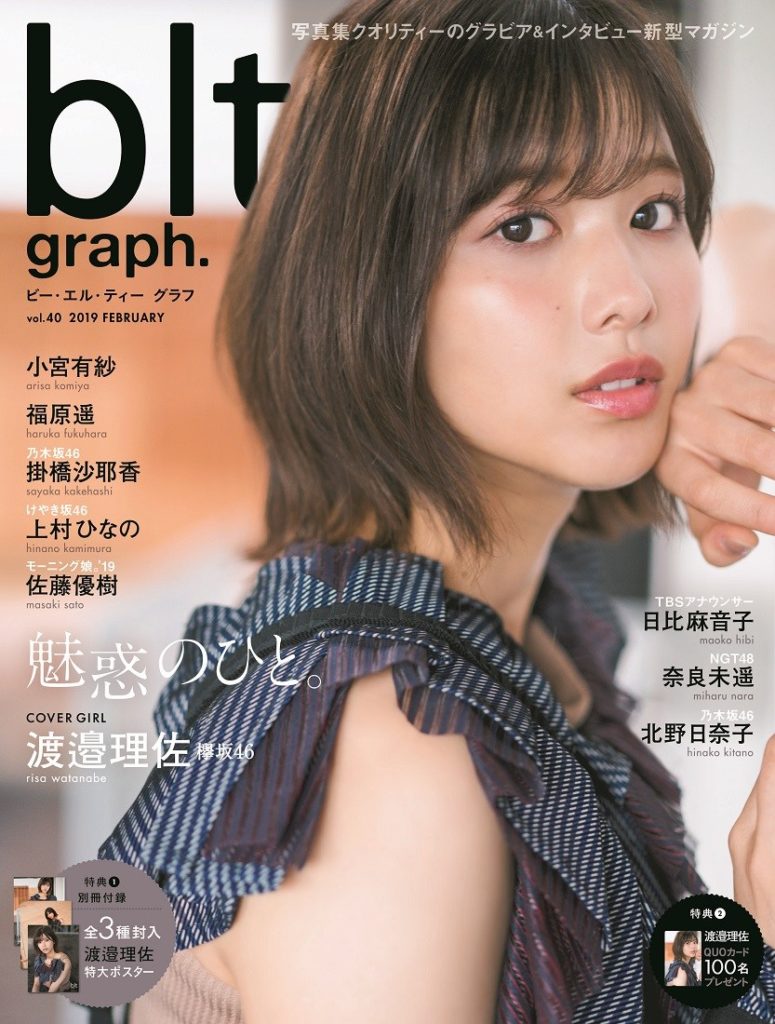 写真集クオリティーのグラビア&インタビュー新型マガジン
blt
graph.
ビー・エル・ティー グラフ
vol.40 2019 FEBRUARY
小宮有紗
arisa komiya
福原遥
haruka fukuhara
乃木坂46
掛橋沙耶香
sayaka kakehashi
けやき坂46
上村ひなの
hinano kamimura
モーニング娘。'19
佐藤優樹
masaki sato
魅惑のひと。
COVER GIRL
渡邉理佐 欅坂46
risa watanabe
TBSアナウンサー
日比麻音子
maoko hibi
NGT48
奈良未遥
miharu nara
乃木坂46
北野日奈子
hinako kitano
特典❶
別冊付録
全3種封入
渡邉理佐
特大ポスター
特典❷
渡邉理佐
QUOカード
100名
プレゼント